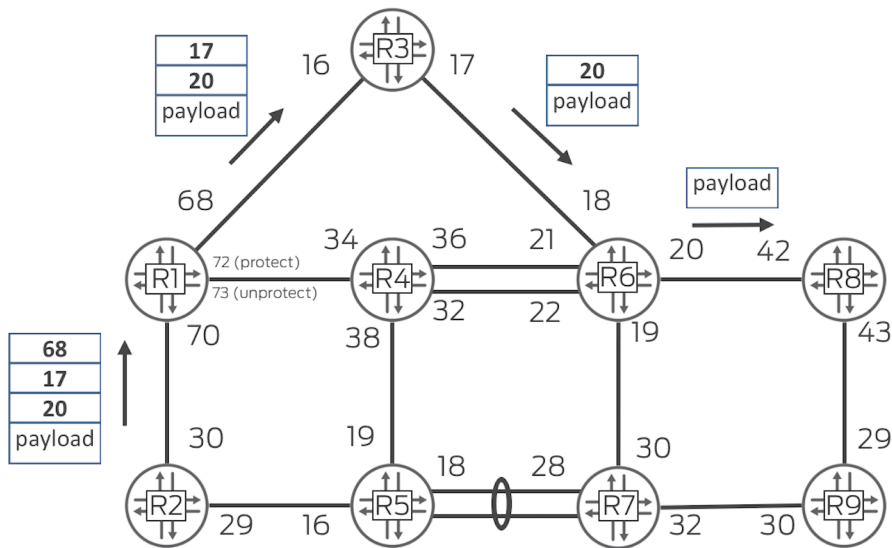 17
20
payload
16
R3
17
20
payload
68
18
payload
34
36
21
20
42
R1
72 (protect)
73 (unprotect)
R4
R6
R8
70
38
32
22
19
43
68
17
20
payload
30
19
18
28
30
29
R2
R5
R7
R9
29
16
32
30